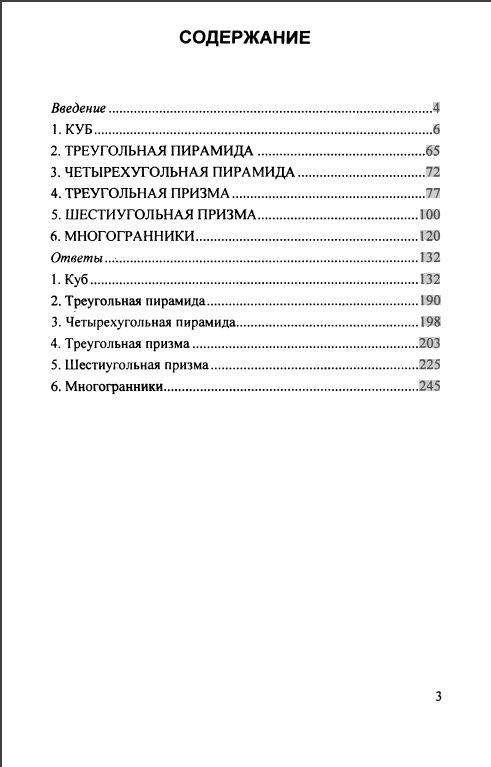 СОДЕРЖАНИЕ
Введение ........ 4
1. КУБ ........ 6
2. ТРЕУГОЛЬНАЯ ПИРАМИДА ........ 65
3. ЧЕТЫРЕХУГОЛЬНАЯ ПИРАМИДА ........ 72
4. ТРЕУГОЛЬНАЯ ПРИЗМА ........ 77
5. ШЕСТИУГОЛЬНАЯ ПРИЗМА ........ 100
6. МНОГОГРАННИКИ ........ 120
Ответы ........ 132
1. Куб ........ 132
2. Треугольная пирамида ........ 190
3. Четырехугольная пирамида ........ 198
4. Треугольная призма ........ 203
5. Шестиугольная призма ........ 225
6. Многогранники ........ 245
3